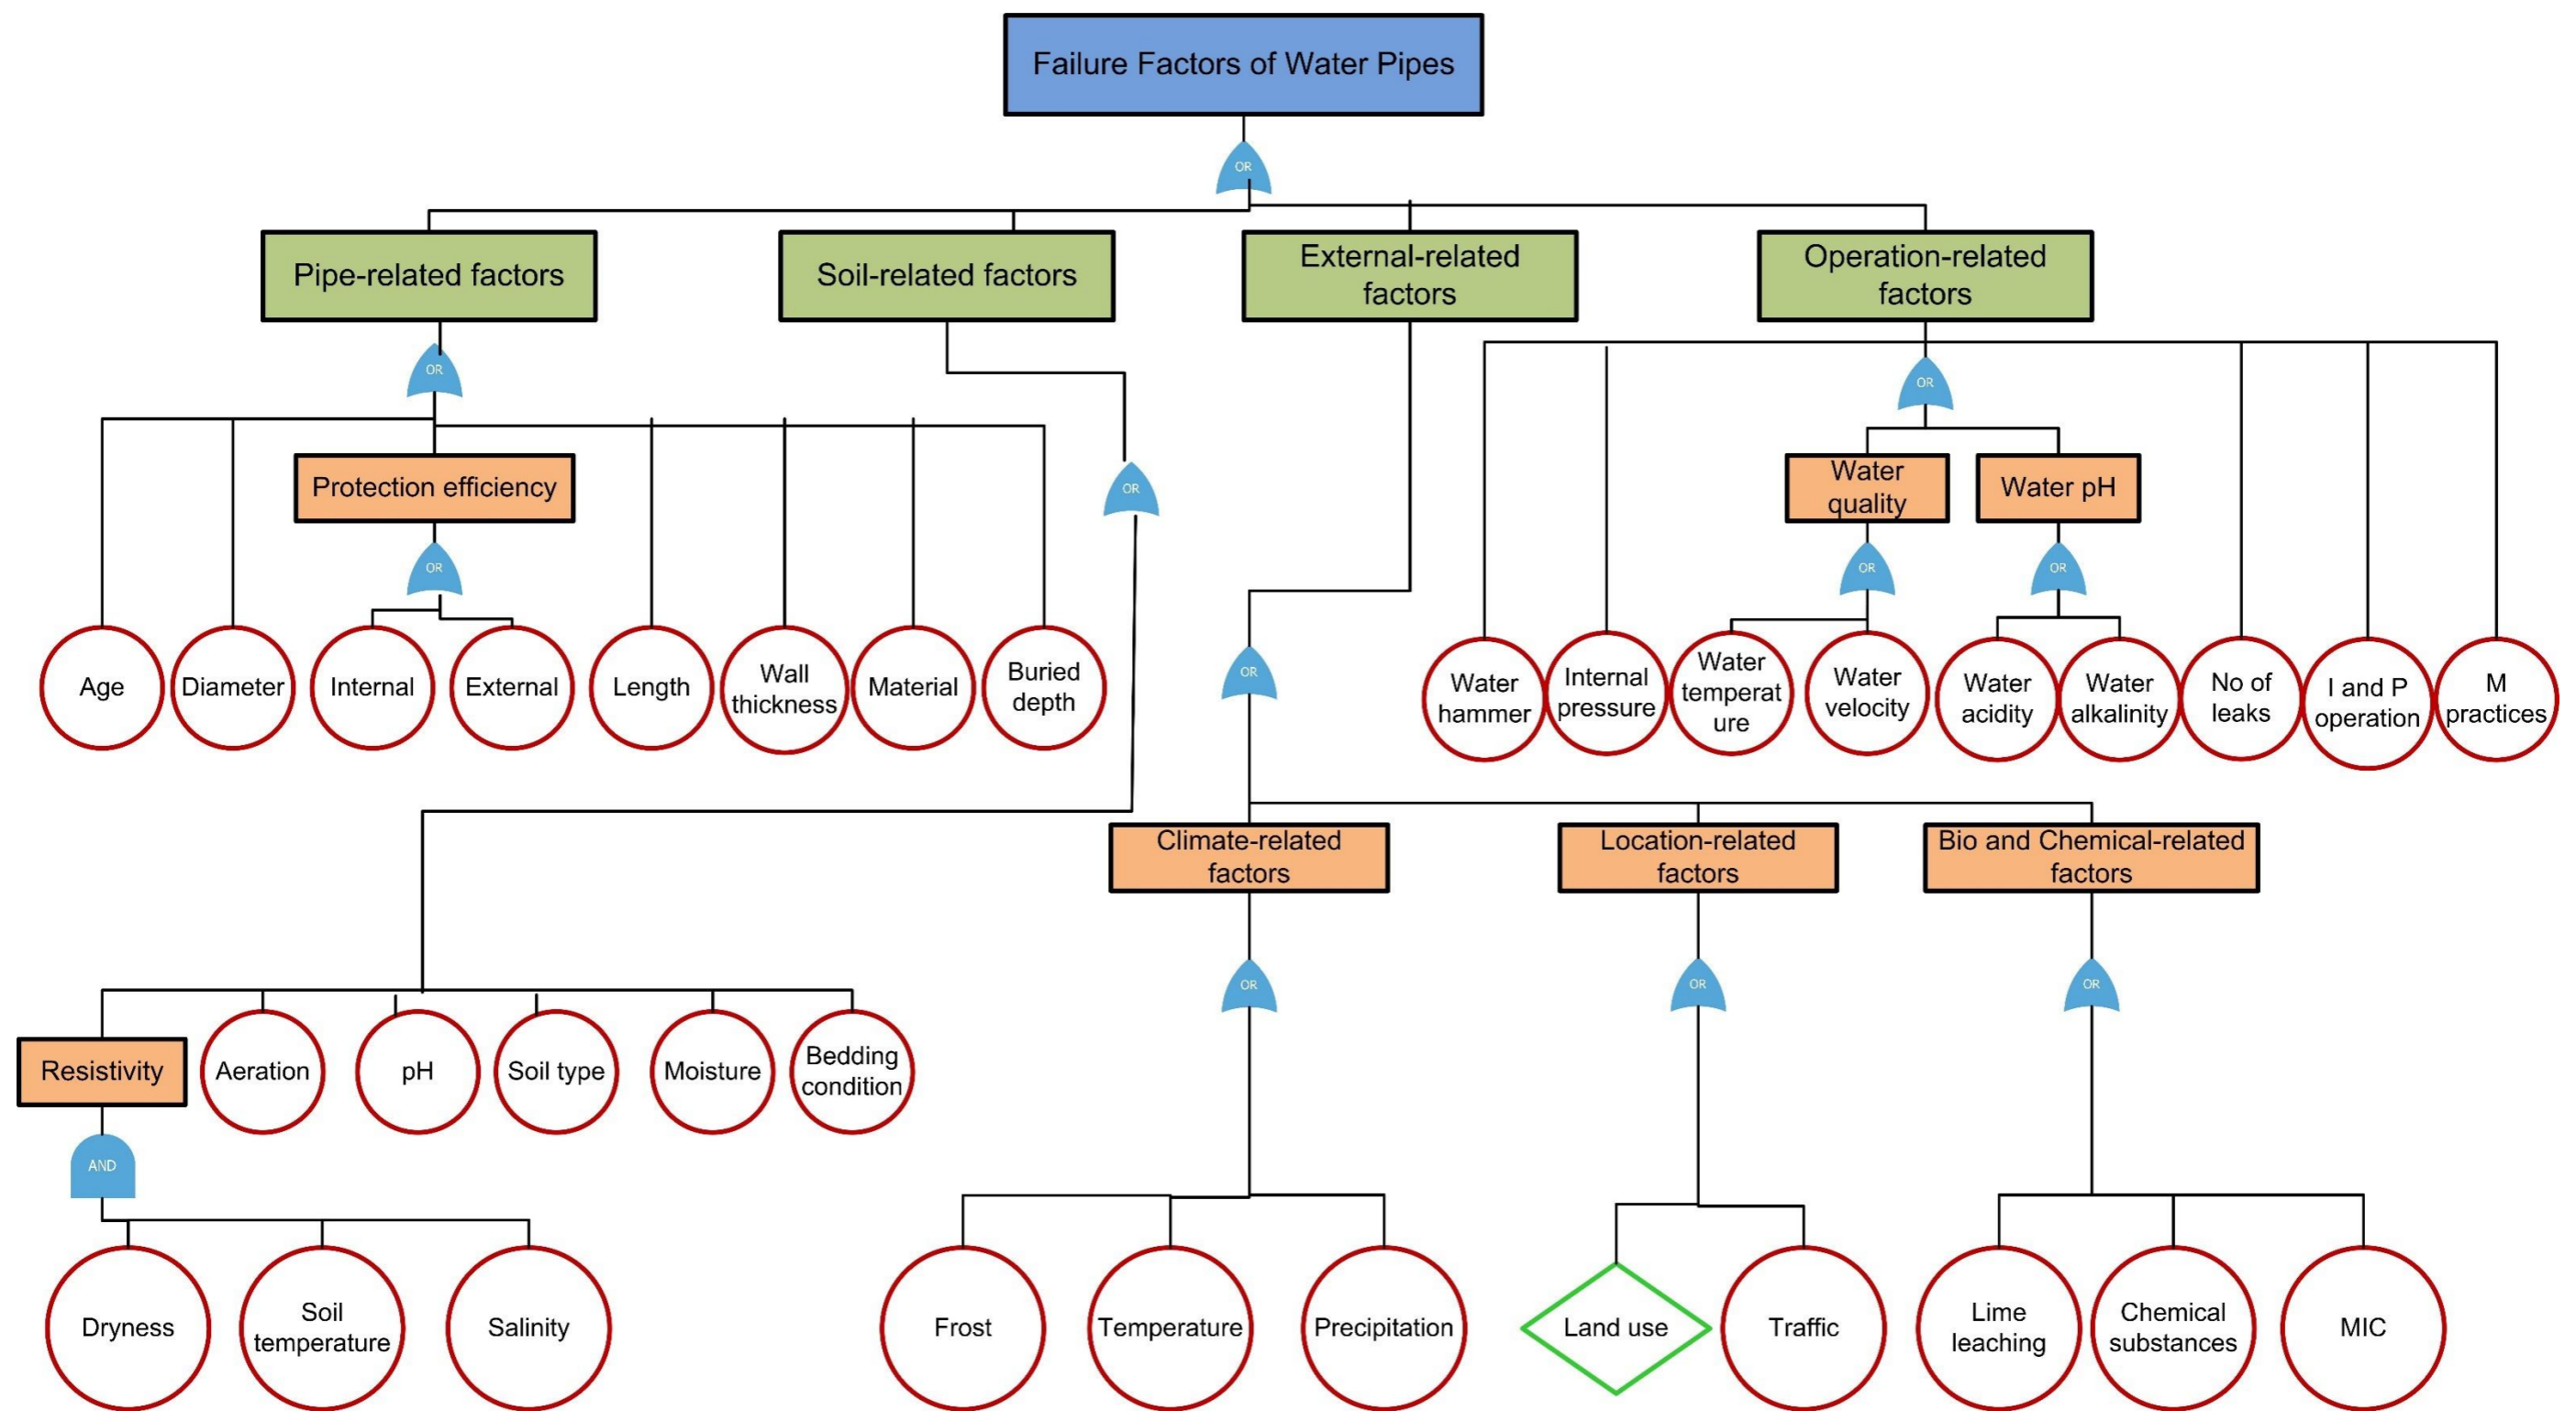 Failure Factors of Water Pipes
OR
Pipe-related factors
Soil-related factors
External-related
factors
Operation-related
factors
OR
OR
Protection efficiency
OR
Water
quality
Water pH
OR
OR
OR
Age
Diameter
Internal
External
Length
Wall
thickness
Material
Buried
depth
OR
Water
hammer
Internal
pressure
Water
temperat
ure
Water
velocity
Water
acidity
Water
alkalinity
No of
leaks
I and P
operation
M
practices
Climate-related
factors
Location-related
factors
Bio and Chemical-related
factors
OR
OR
OR
Resistivity
Aeration
pH
Soil type
Moisture
Bedding
condition
AND
Dryness
Soil
temperature
Salinity
Frost
Temperature
Precipitation
Land use
Traffic
Lime
leaching
Chemical
substances
MIC